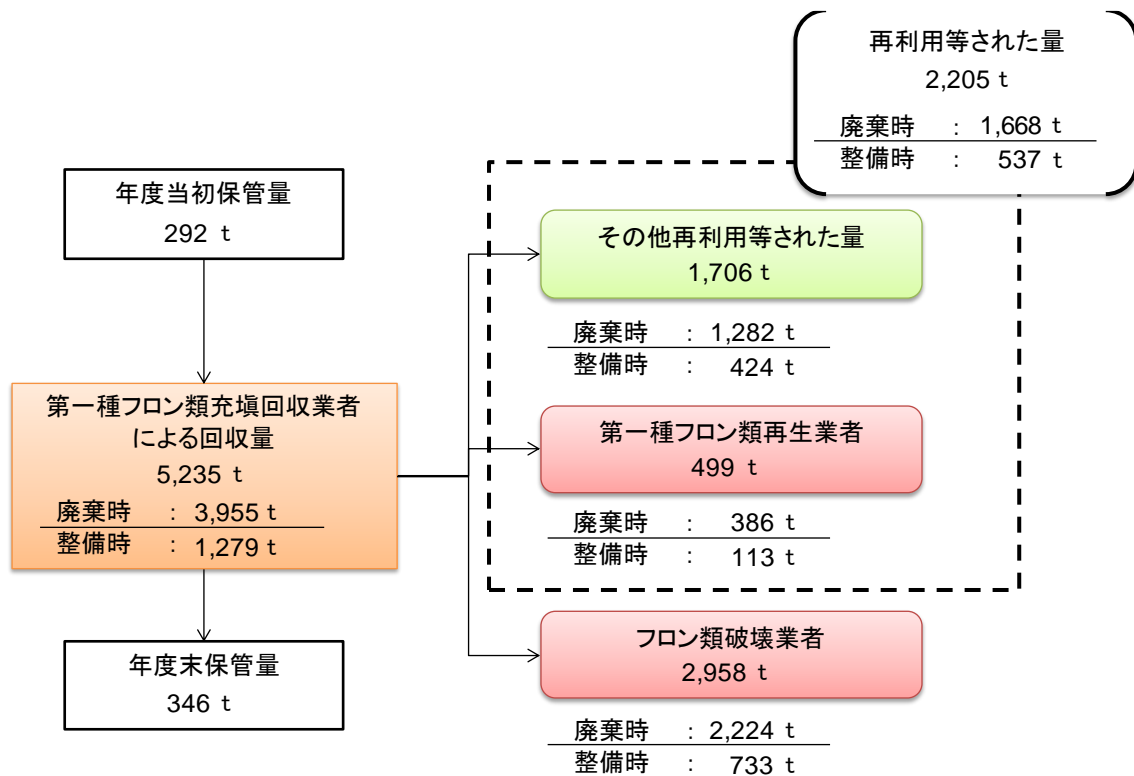 再利用等された量
2,205 t
廃棄時 : 1,668 t
整備時 : 537 t
年度当初保管量
292 t
その他再利用等された量
1,706 t
廃棄時 : 1,282 t
整備時 : 424 t
第一種フロン類充塡回収業者
による回収量
5,235 t
廃棄時 : 3,955 t
整備時 : 1,279 t
第一種フロン類再生業者
499 t
廃棄時 : 386 t
整備時 : 113 t
年度末保管量
346 t
フロン類破壊業者
2,958 t
廃棄時 : 2,224 t
整備時 : 733 t